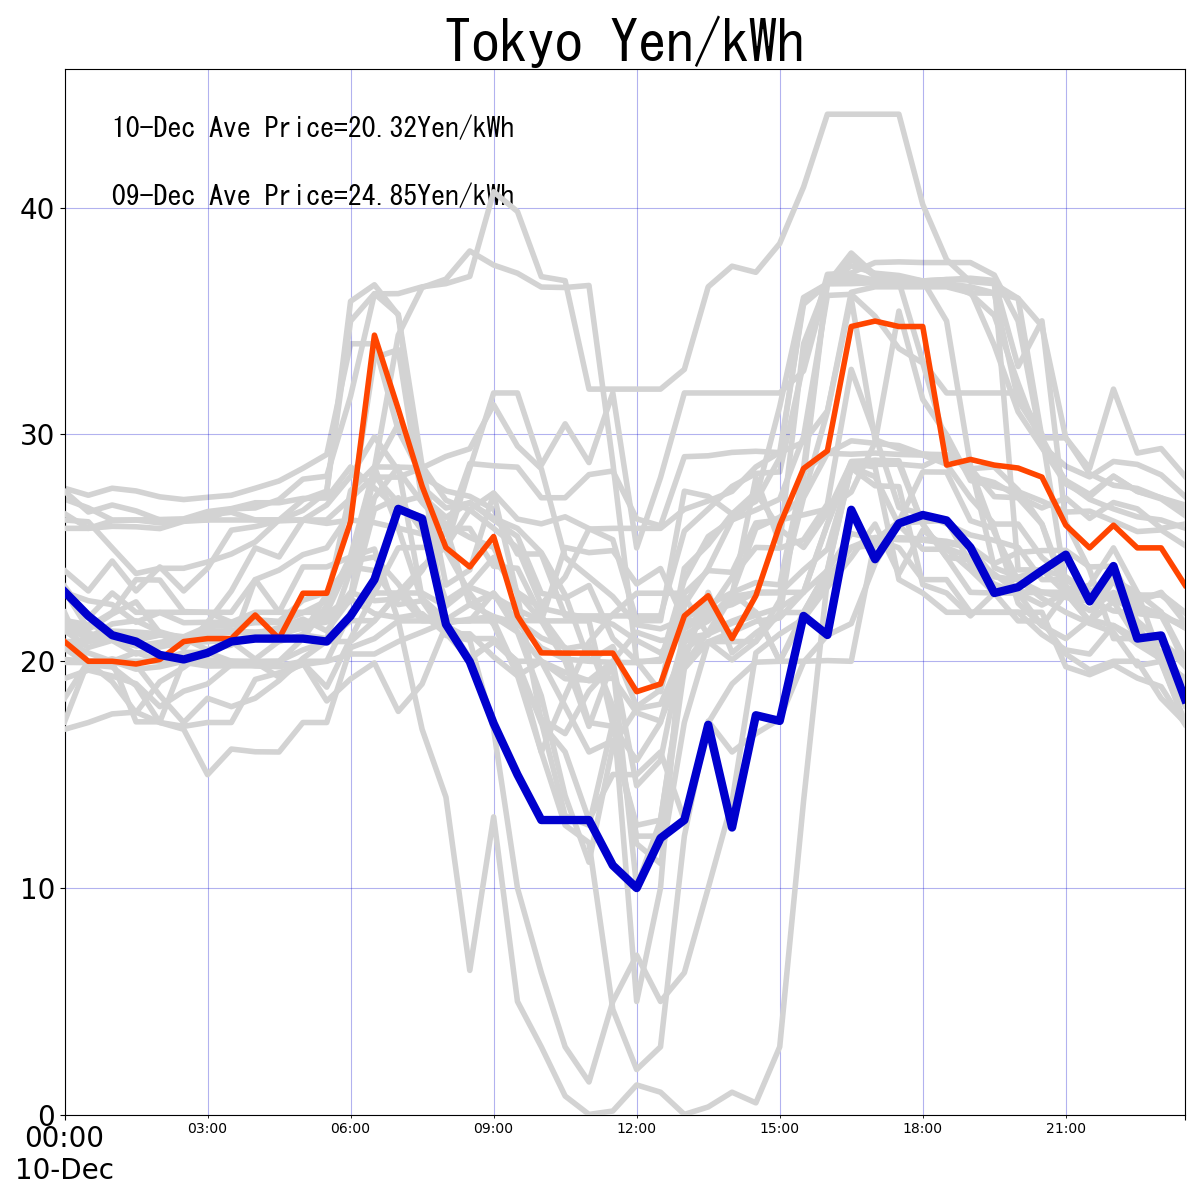 Tokyo Yen/kWh
10-Dec Ave Price=20.32Yen/kWh
09-Dec Ave Price=24.85Yen/kWh
40
30
20
10
0
00:00 03:00 06:00 09:00 12:00 15:00 18:00 21:00
10-Dec